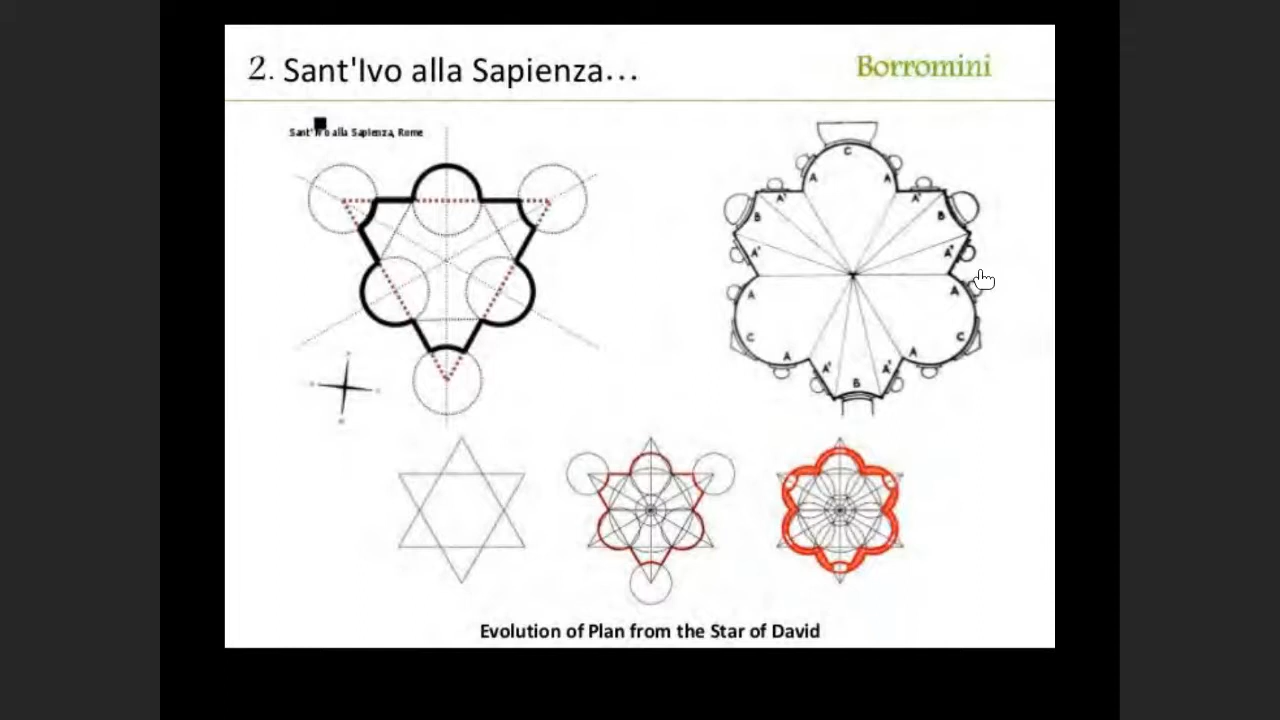 2. Sant'Ivo alla Sapienza...
Borromini
Sant'Ivo alla Sapienza, Rome
C
A A
A' A'
B B
A' A'
A A
C C
A A
A' A'
B
Evolution of Plan from the Star of David